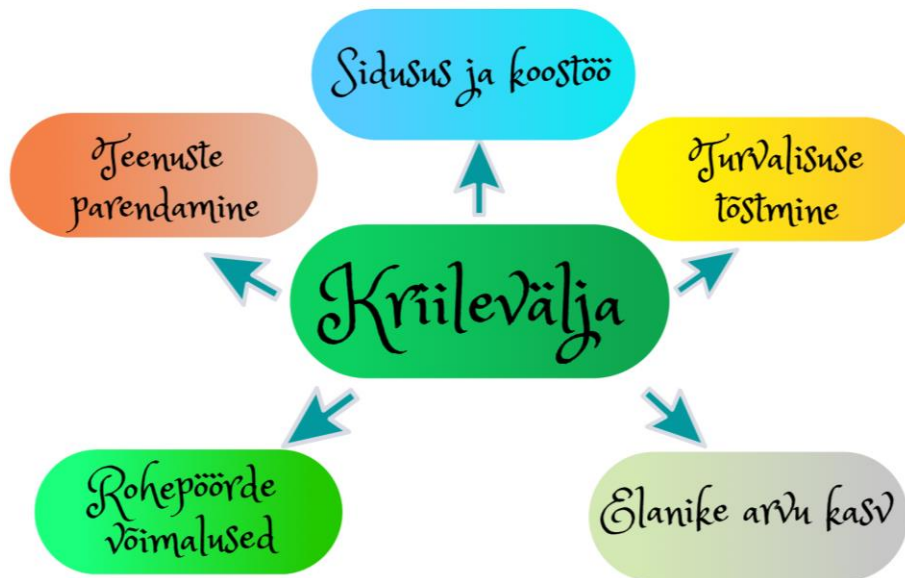 Sidusus ja koostöö
Teenuste
parendamine
Turvalisuse
tõstmine
Kriilevälja
Rohepöörde
võimalused
Elanike arvu kasv